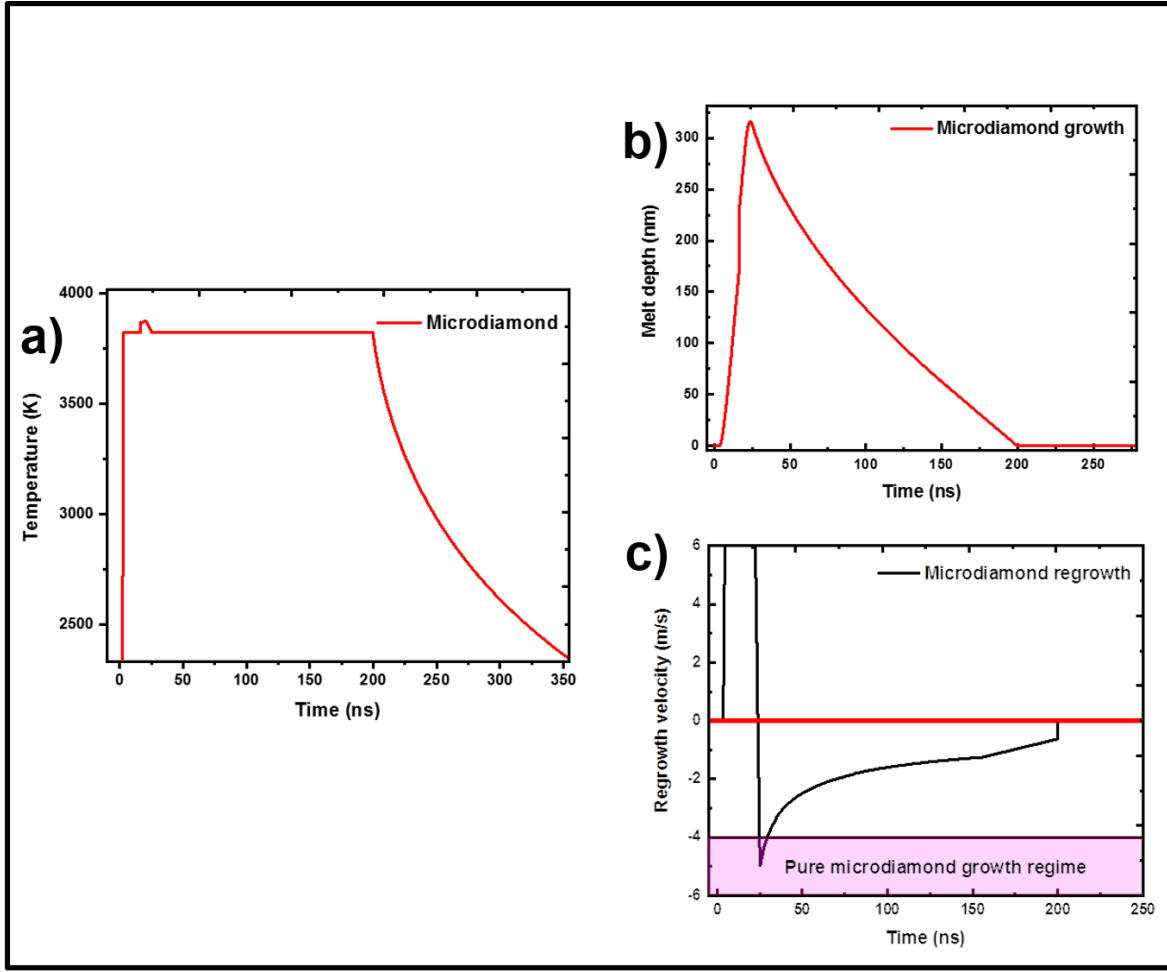 a)
Microdiamond
Temperature (K)
4000
3500
3000
2500
0 50 100 150 200 250 300 350
Time (ns)
b)
Microdiamond growth
Melt depth (nm)
300
250
200
150
100
50
0
0 50 100 150 200 250
Time (ns)
c)
Microdiamond regrowth
Regrowth velocity (m/s)
6
4
2
0
-2
-4
-6
Pure microdiamond growth regime
0 50 100 150 200 250
Time (ns)